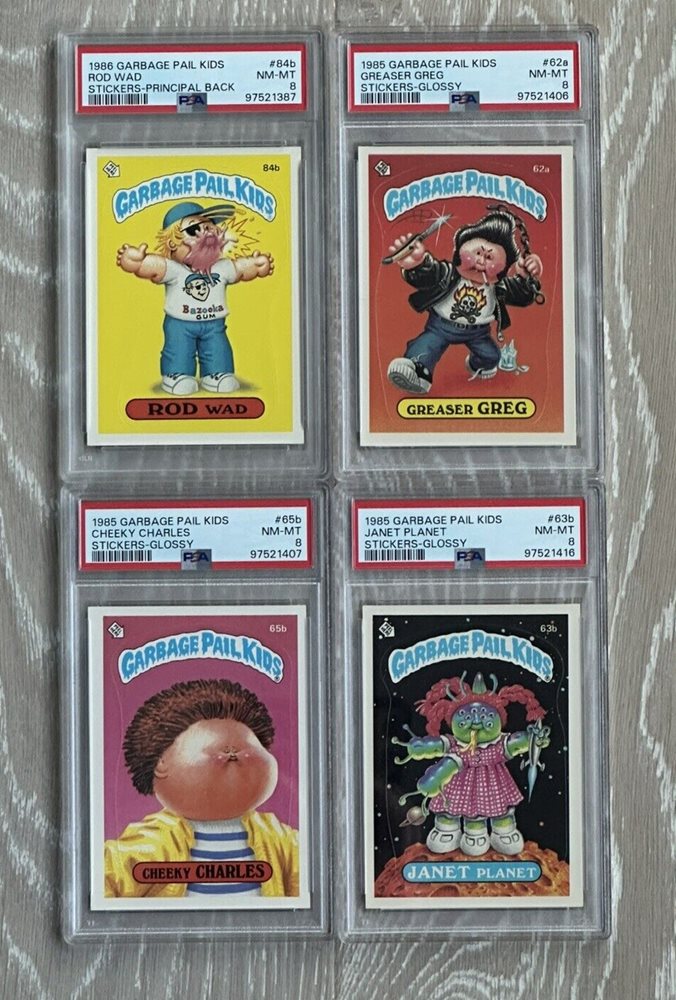 1986 GARBAGE PAIL KIDS #84b
ROD WAD NM-MT
STICKERS-PRINCIPAL BACK 8
PSA 97521387
84b
GARBAGE PAIL KIDS
Bazooka
GUM
ROD WAD
1985 GARBAGE PAIL KIDS #62a
GREASER GREG NM-MT
STICKERS-GLOSSY 8
PSA 97521406
62a
GARBAGE PAIL KIDS
GREASER GREG
1985 GARBAGE PAIL KIDS #65b
CHEEKY CHARLES NM-MT
STICKERS-GLOSSY 8
PSA 97521407
65b
GARBAGE PAIL KIDS
CHEEKY CHARLES
1985 GARBAGE PAIL KIDS #63b
JANET PLANET NM-MT
STICKERS-GLOSSY 8
PSA 97521416
63b
GARBAGE PAIL KIDS
JANET PLANET